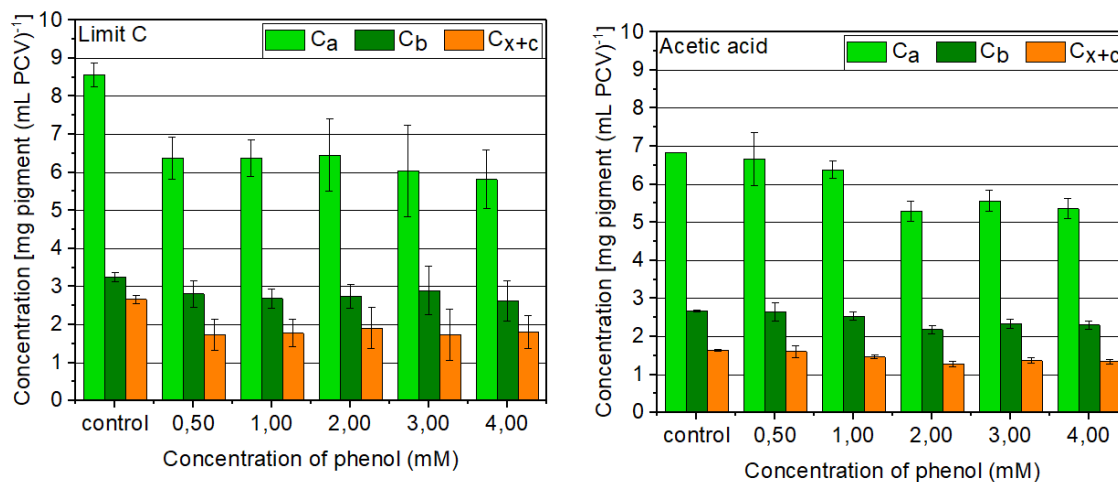 Concentration [mg pigment (mL PCV)⁻¹]
10
9
8
7
6
5
4
3
2
1
0
Limit C
Cₐ C_b Cₓ₊c
control 0,50 1,00 2,00 3,00 4,00
Concentration of phenol (mM)
Concentration [mg pigment (mL PCV)⁻¹]
10
9
8
7
6
5
4
3
2
1
0
Acetic acid
Cₐ C_b Cₓ₊c
control 0,50 1,00 2,00 3,00 4,00
Concentration of phenol (mM)